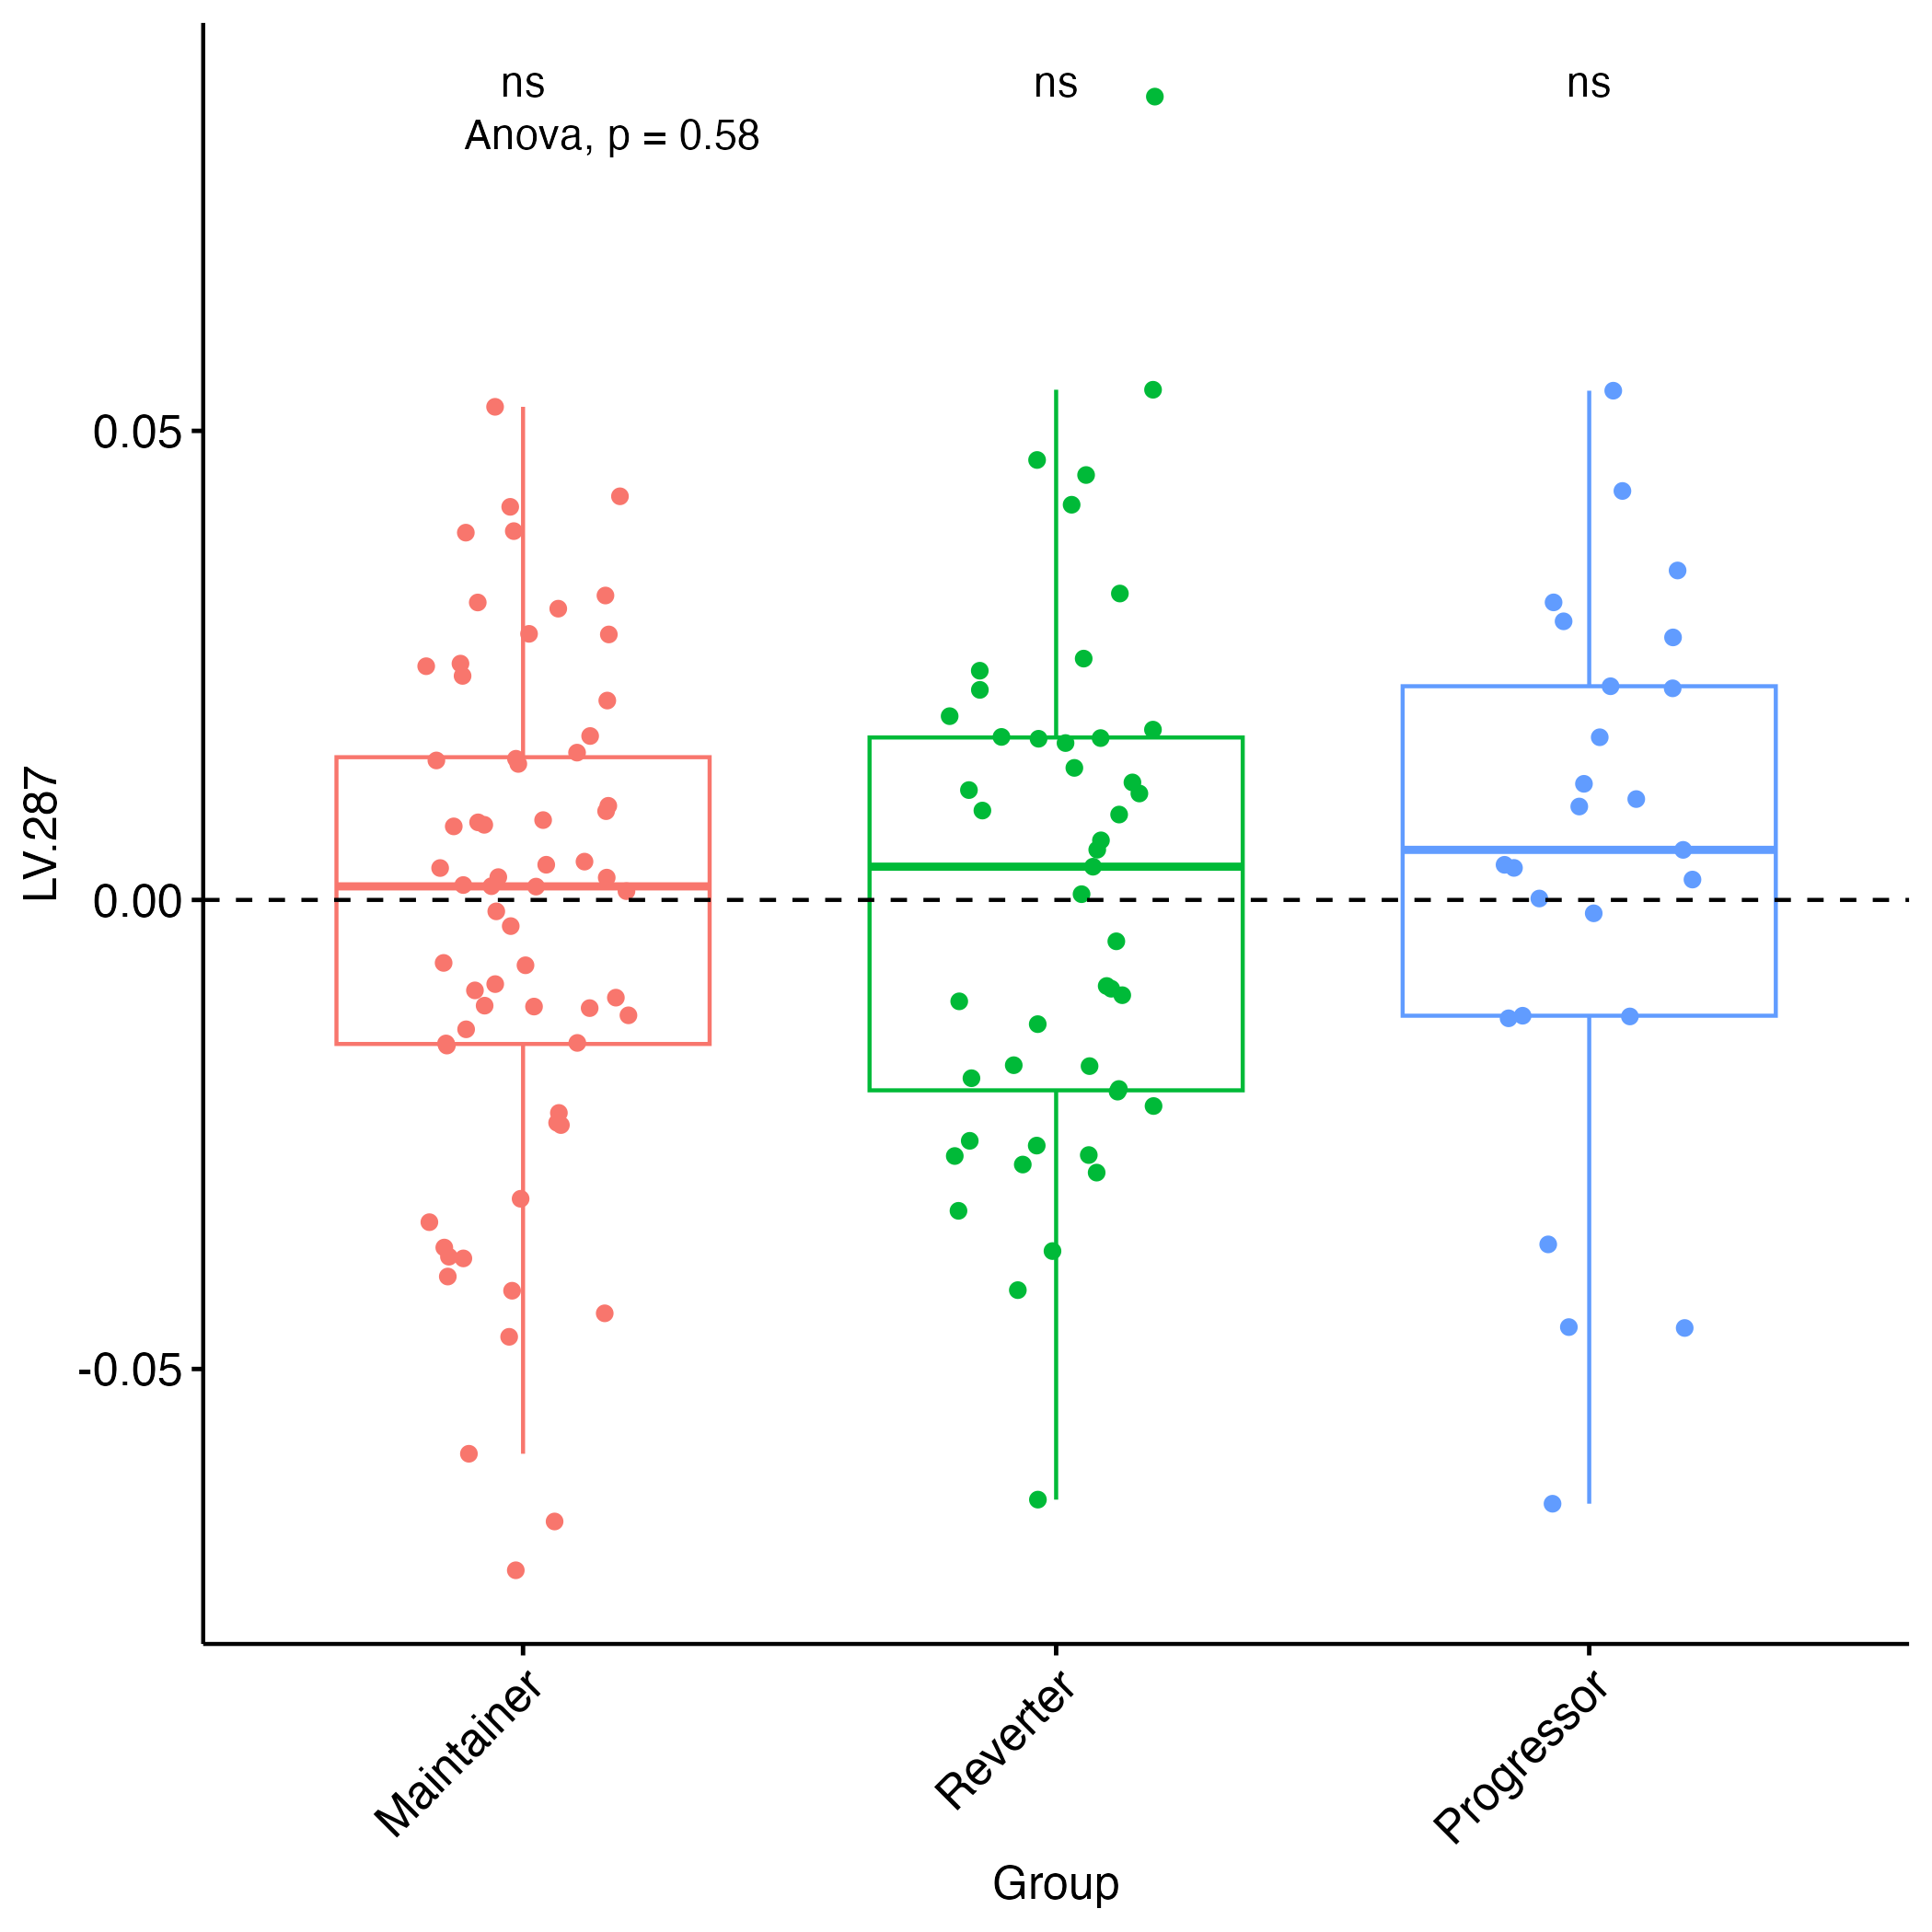 ns ns ns
Anova, p = 0.58
LV.287
0.05
0.00
-0.05
Maintainer
Reverter
Progressor
Group